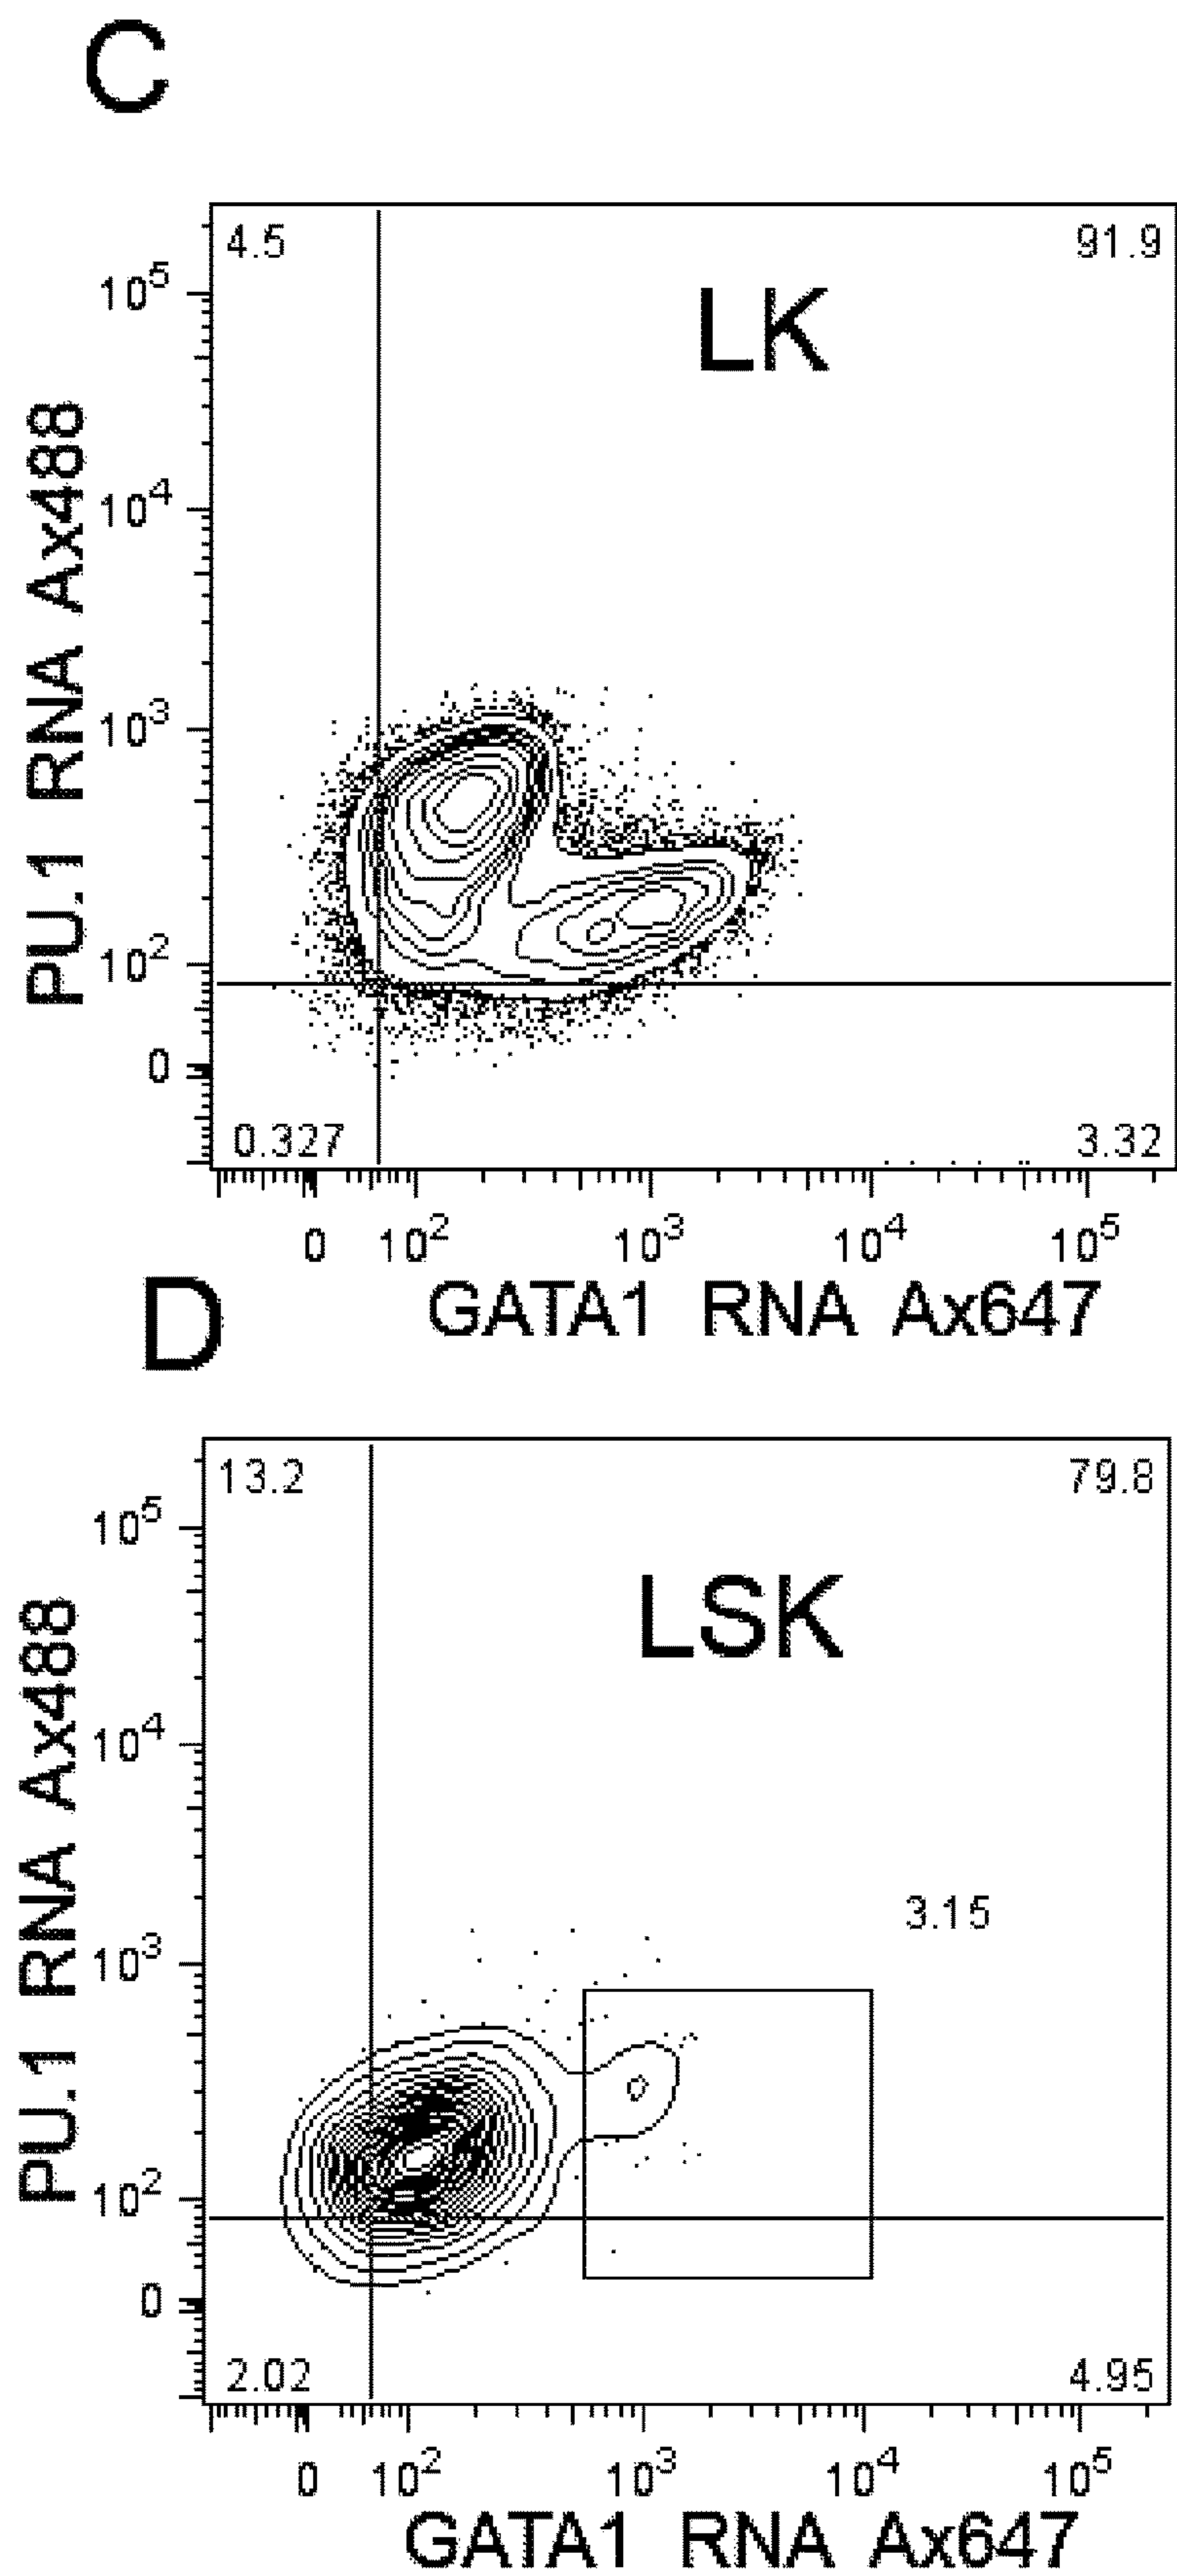 C
4.5
91.9
LK
PU.1 RNA Ax488
10^5
10^4
10^3
10^2
0
0.327
3.32
0 10^2 10^3 10^4 10^5
GATA1 RNA Ax647
D
13.2
79.8
LSK
3.15
PU.1 RNA Ax488
10^5
10^4
10^3
10^2
0
2.02
4.95
0 10^2 10^3 10^4 10^5
GATA1 RNA Ax647